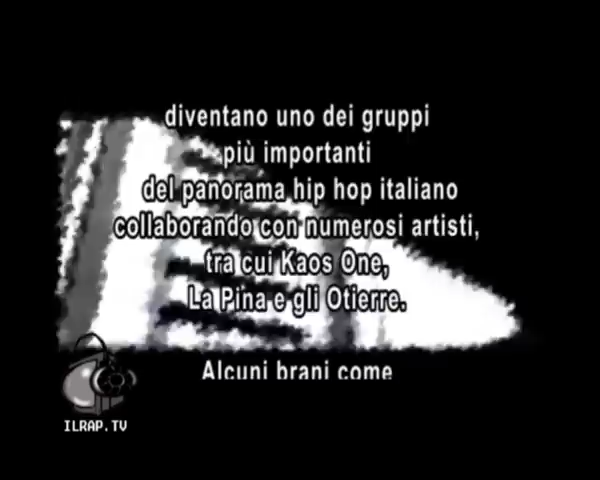 diventano uno dei gruppi
più importanti
del panorama hip hop italiano
collaborando con numerosi artisti,
tra cui Kaos One,
La Pina e gli Otierre.
Alcuni brani come
ILRAP.TV